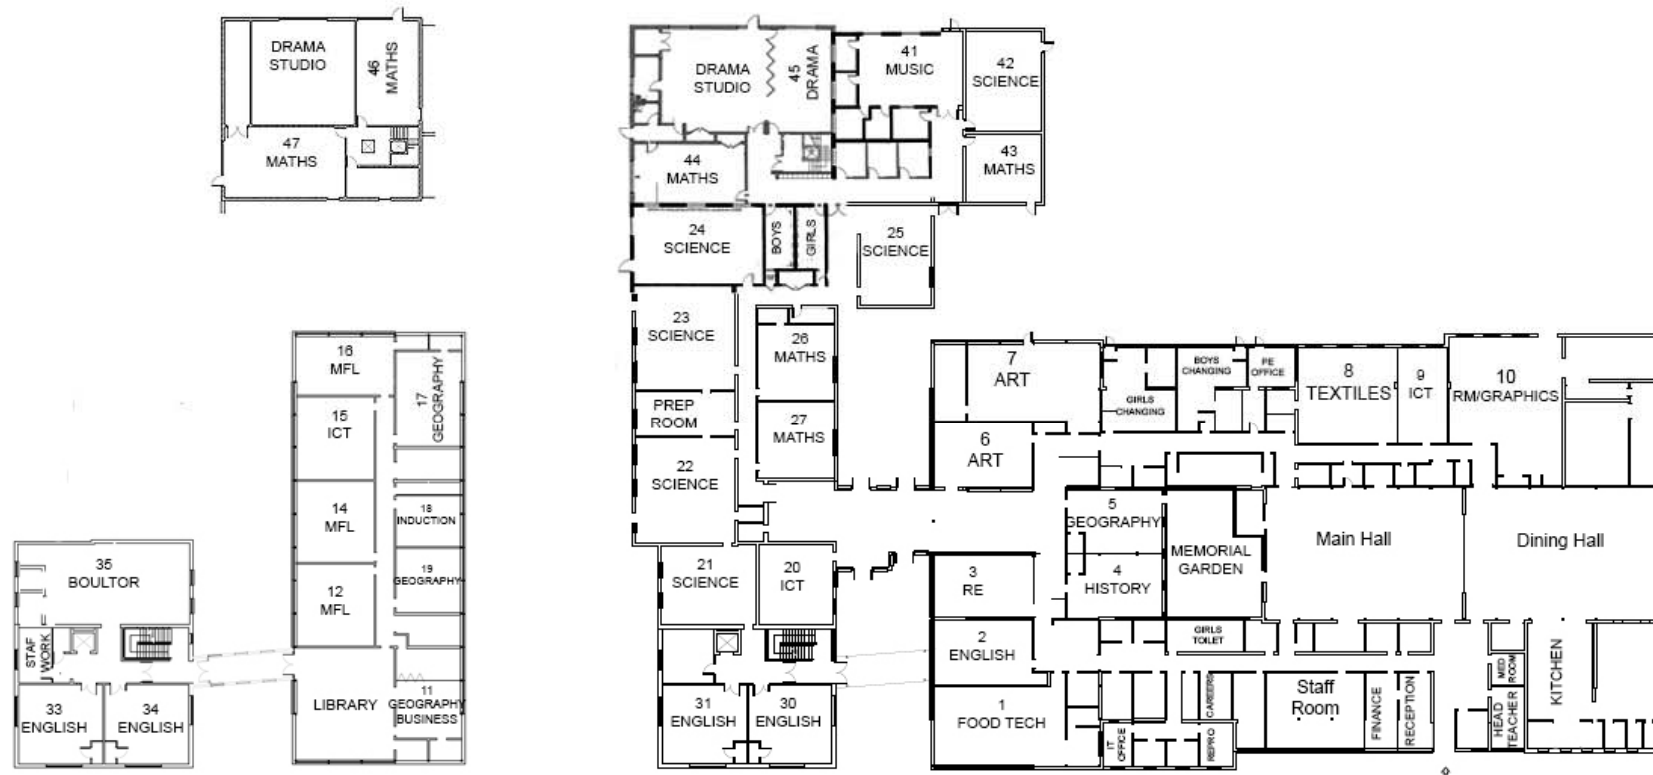 DRAMA
STUDIO
46
MATHS
47
MATHS
DRAMA
STUDIO
45
DRAMA
41
MUSIC
42
SCIENCE
44
MATHS
43
MATHS
24
SCIENCE
BOYS
GIRLS
25
SCIENCE
23
SCIENCE
26
MATHS
PREP
ROOM
27
MATHS
22
SCIENCE
21
SCIENCE
20
ICT
31
ENGLISH
30
ENGLISH
16
MFL
17
GEOGRAPHY
15
ICT
14
MFL
18
INDUCTION
12
MFL
19
GEOGRAPHY
LIBRARY
11
GEOGRAPHY
BUSINESS
35
BOULTOR
STAF
WORK
33
ENGLISH
34
ENGLISH
7
ART
6
ART
GIRLS
CHANGING
BOYS
CHANGING
PE
OFFICE
8
TEXTILES
9
ICT
10
RM/GRAPHICS
5
GEOGRAPHY
4
HISTORY
MEMORIAL
GARDEN
Main Hall
Dining Hall
3
RE
2
ENGLISH
GIRLS
TOILET
1
FOOD TECH
IT
OFFICE
CAREERS
REPRO
Staff
Room
FINANCE
RECEPTION
MED
ROOM
HEAD
TEACHER
KITCHEN